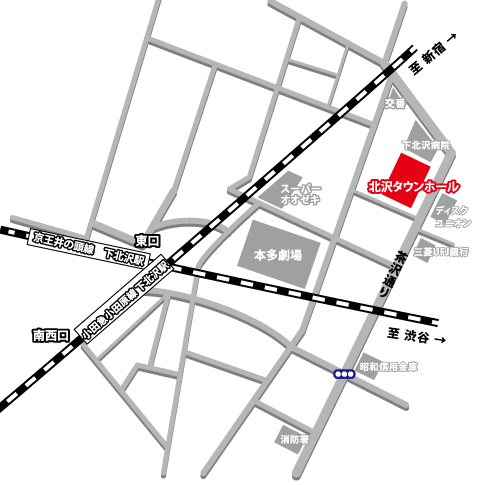 至 新宿 →
交番
下北沢病院
北沢タウンホール
スーパー
オオゼキ
ディスク
ユニオン
東口
京王井の頭線 下北沢駅
本多劇場
三菱UFJ銀行
茶沢通り
小田急小田原線下北沢駅
南西口
至 渋谷 →
昭和信用金庫
消防署